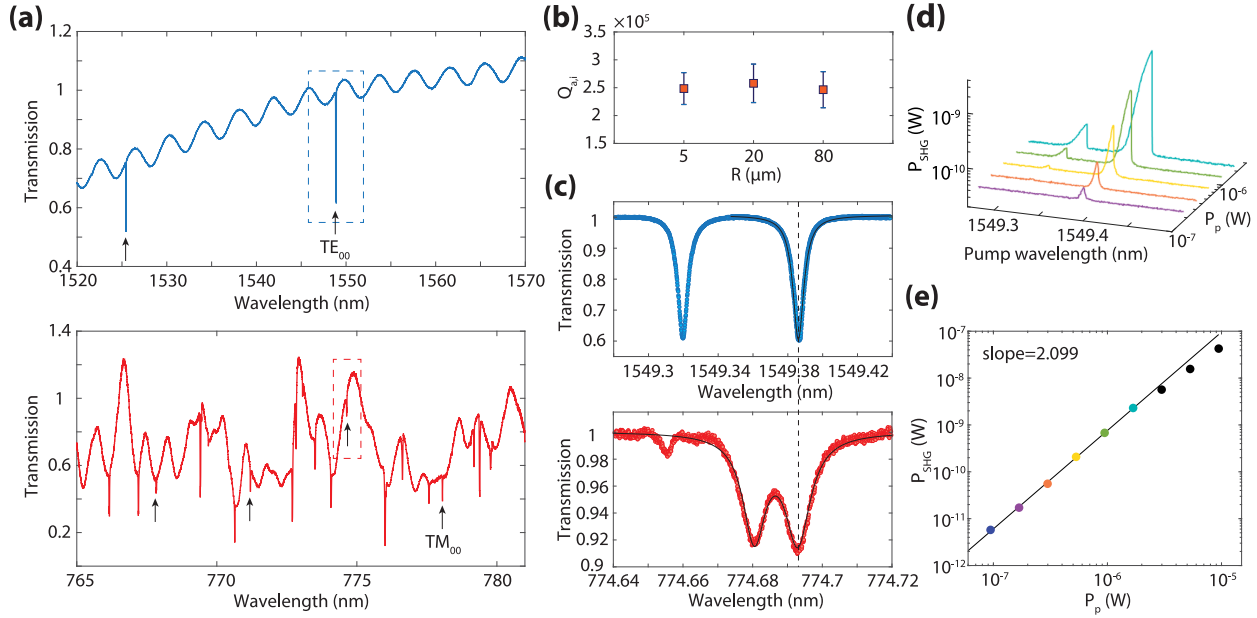 (a)
1.2
1
0.8
0.6
0.4
Transmission
TE00
1520 1530 1540 1550 1560 1570
Wavelength (nm)
1.4
1
0.6
0.2
Transmission
TM00
765 770 775 780
Wavelength (nm)
(b)
×10⁵
3.5
3
2.5
2
1.5
Qa,i
5 20 80
R (μm)
(c)
1
0.9
0.8
0.7
0.6
Transmission
1549.3 1549.34 1549.38 1549.42
Wavelength (nm)
1
0.98
0.96
0.94
0.92
0.9
Transmission
774.64 774.66 774.68 774.7 774.72
Wavelength (nm)
(d)
10⁻⁹
10⁻¹⁰
PSHG (W)
1549.3
1549.4
Pump wavelength (nm)
10⁻⁷
10⁻⁶
Pp (W)
(e)
slope=2.099
10⁻⁷
10⁻⁸
10⁻⁹
10⁻¹⁰
10⁻¹¹
10⁻¹²
PSHG (W)
10⁻⁷ 10⁻⁶ 10⁻⁵
Pp (W)